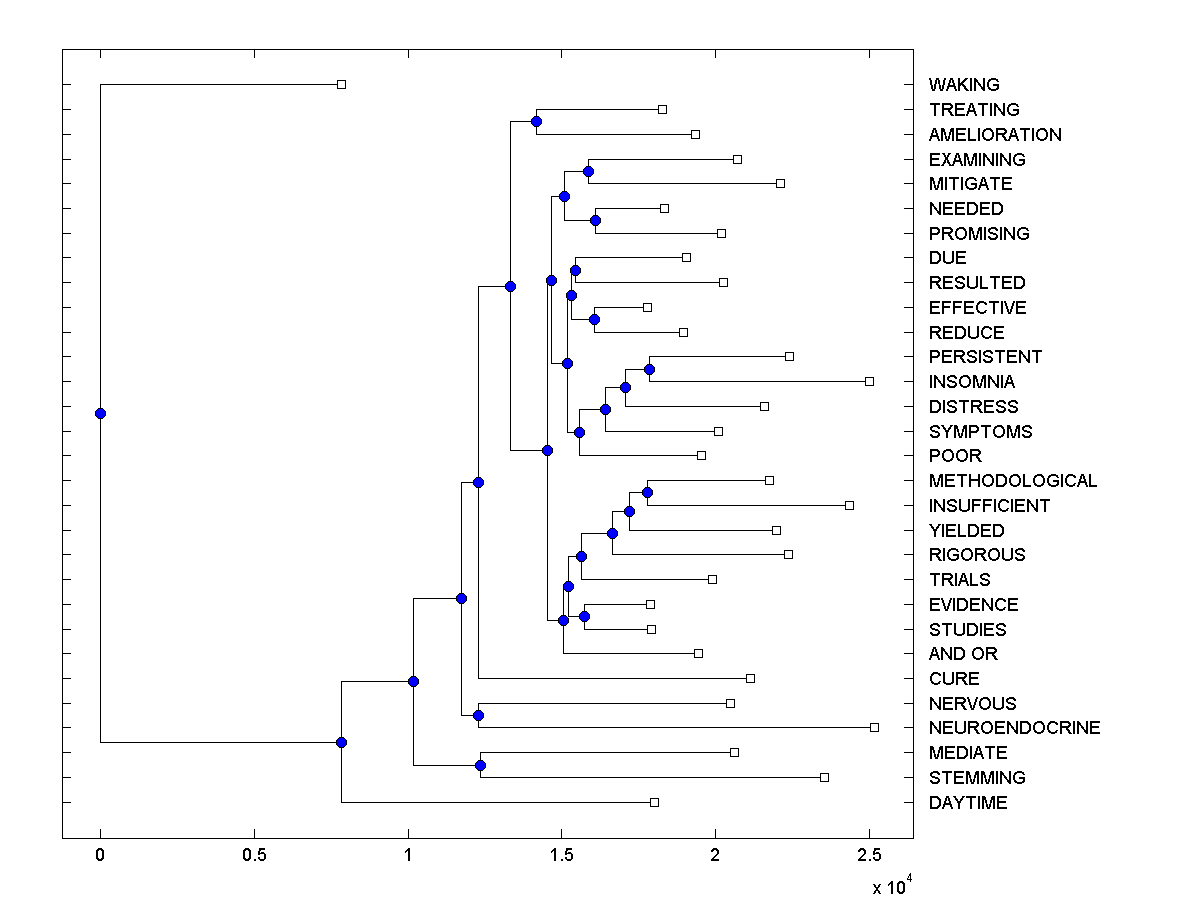 WAKING
TREATING
AMELIORATION
EXAMINING
MITIGATE
NEEDED
PROMISING
DUE
RESULTED
EFFECTIVE
REDUCE
PERSISTENT
INSOMNIA
DISTRESS
SYMPTOMS
POOR
METHODOLOGICAL
INSUFFICIENT
YIELDED
RIGOROUS
TRIALS
EVIDENCE
STUDIES
AND OR
CURE
NERVOUS
NEUROENDOCRINE
MEDIATE
STEMMING
DAYTIME
0 0.5 1 1.5 2 2.5
x 10^4